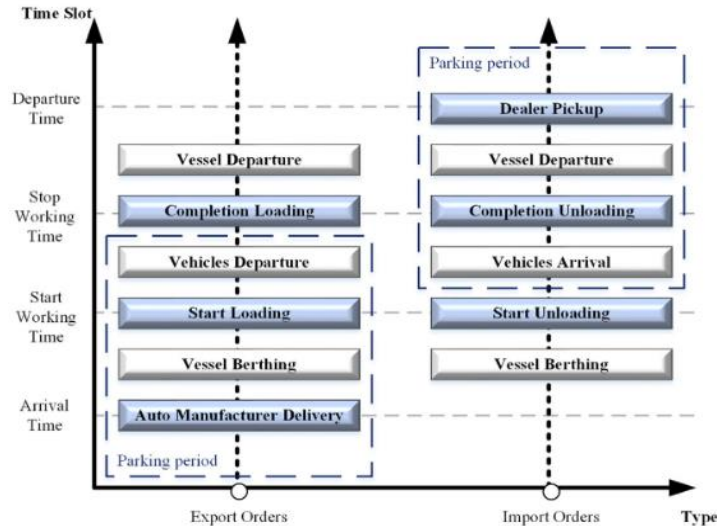 Time Slot
Parking period
Departure
Time
Dealer Pickup
Vessel Departure
Vessel Departure
Stop
Working
Time
Completion Loading
Completion Unloading
Vehicles Departure
Vehicles Arrival
Start
Working
Time
Start Loading
Start Unloading
Vessel Berthing
Vessel Berthing
Arrival
Time
Auto Manufacturer Delivery
Parking period
Export Orders
Import Orders
Type